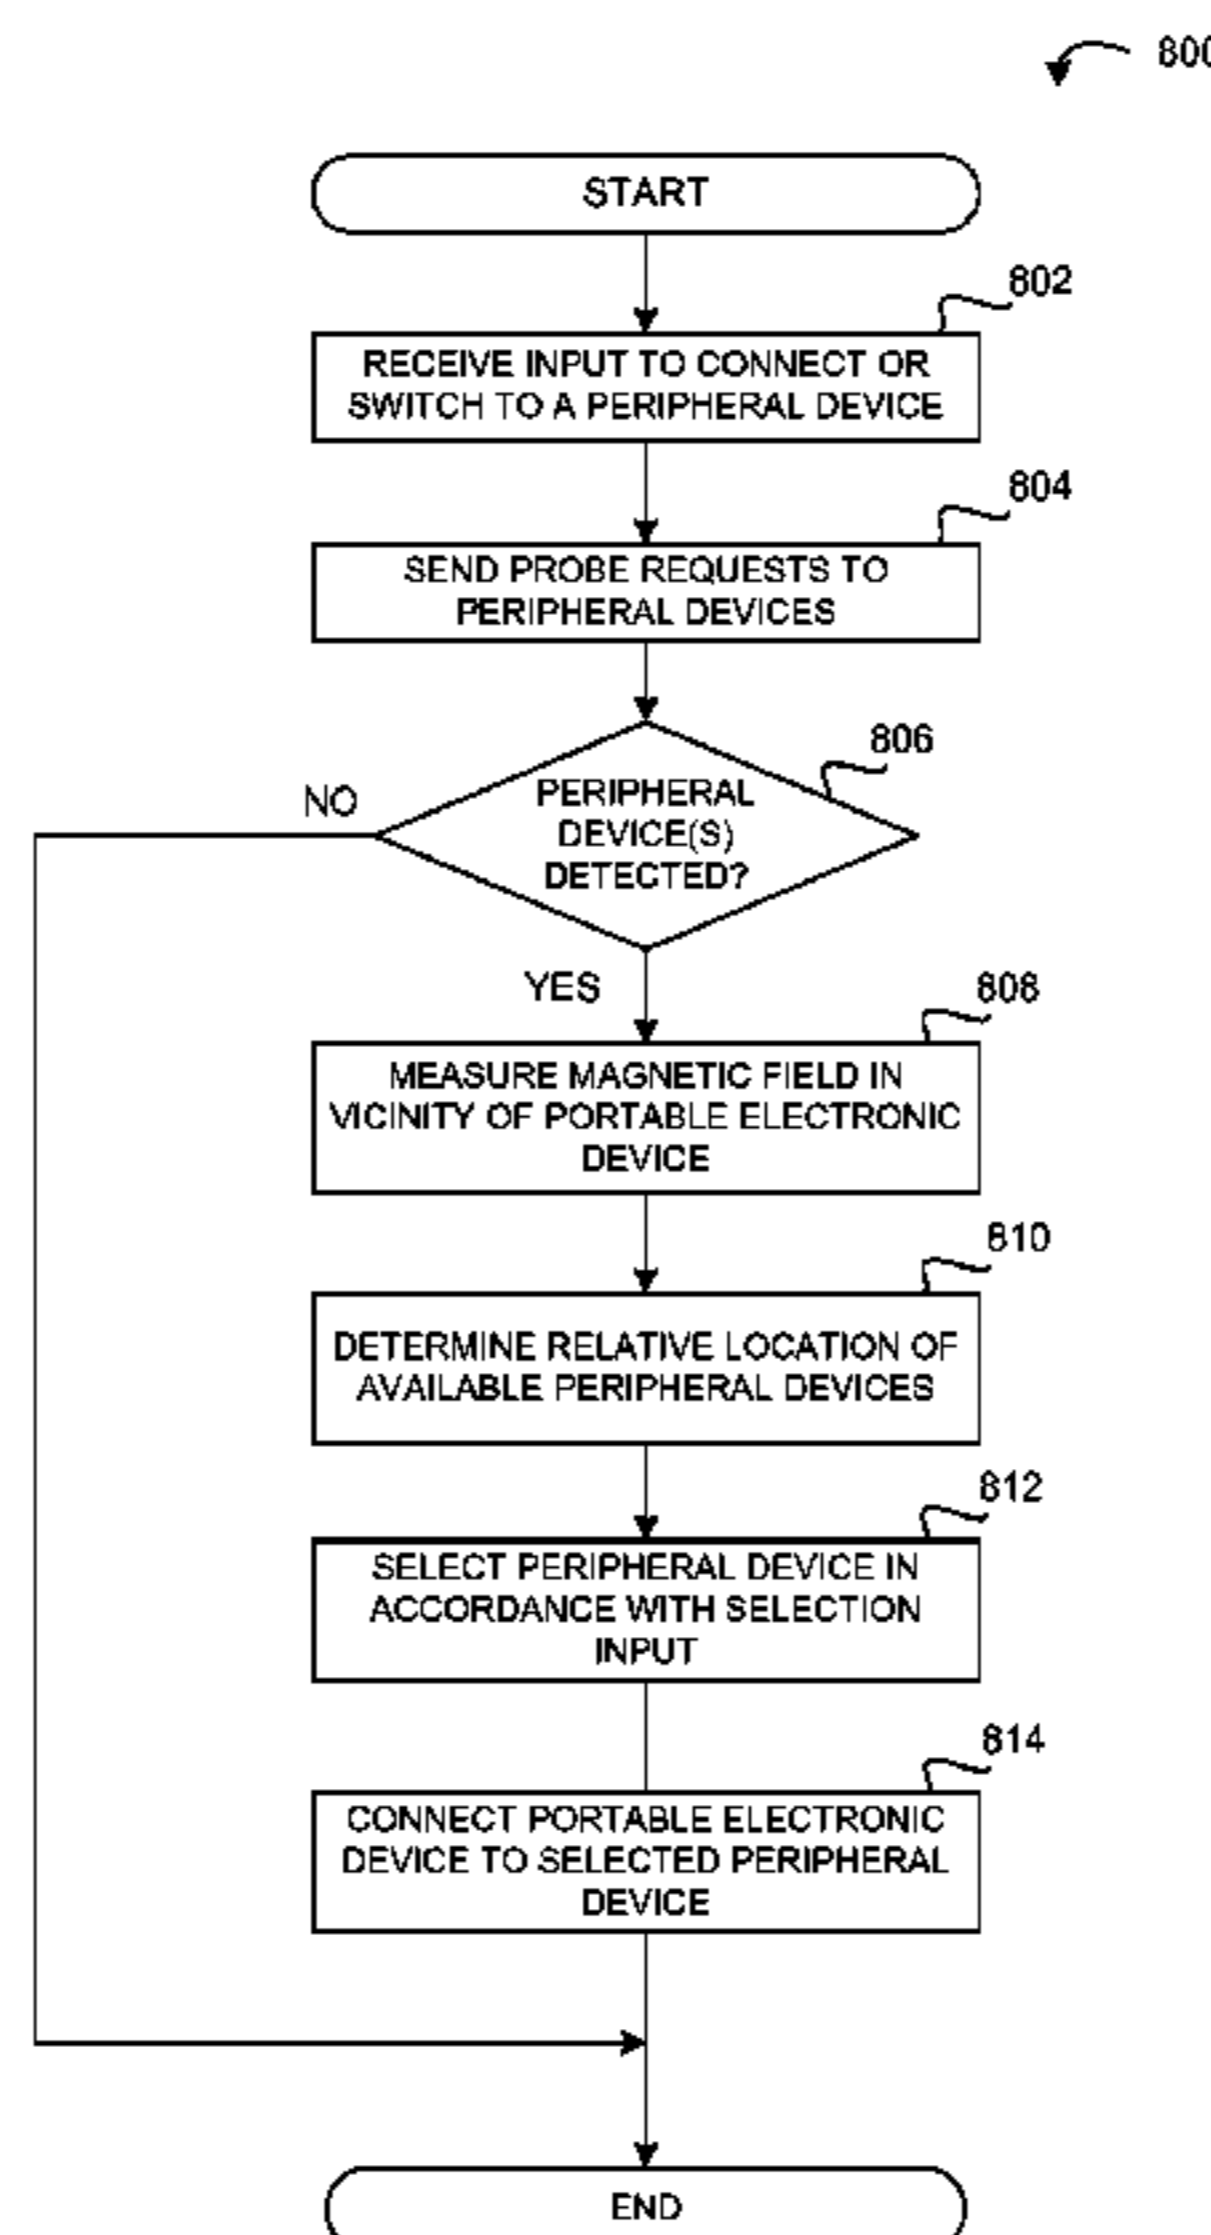 800
START
802
RECEIVE INPUT TO CONNECT OR
SWITCH TO A PERIPHERAL DEVICE
804
SEND PROBE REQUESTS TO
PERIPHERAL DEVICES
806
PERIPHERAL
DEVICE(S)
DETECTED?
NO
YES
808
MEASURE MAGNETIC FIELD IN
VICINITY OF PORTABLE ELECTRONIC
DEVICE
810
DETERMINE RELATIVE LOCATION OF
AVAILABLE PERIPHERAL DEVICES
812
SELECT PERIPHERAL DEVICE IN
ACCORDANCE WITH SELECTION
INPUT
814
CONNECT PORTABLE ELECTRONIC
DEVICE TO SELECTED PERIPHERAL
DEVICE
END